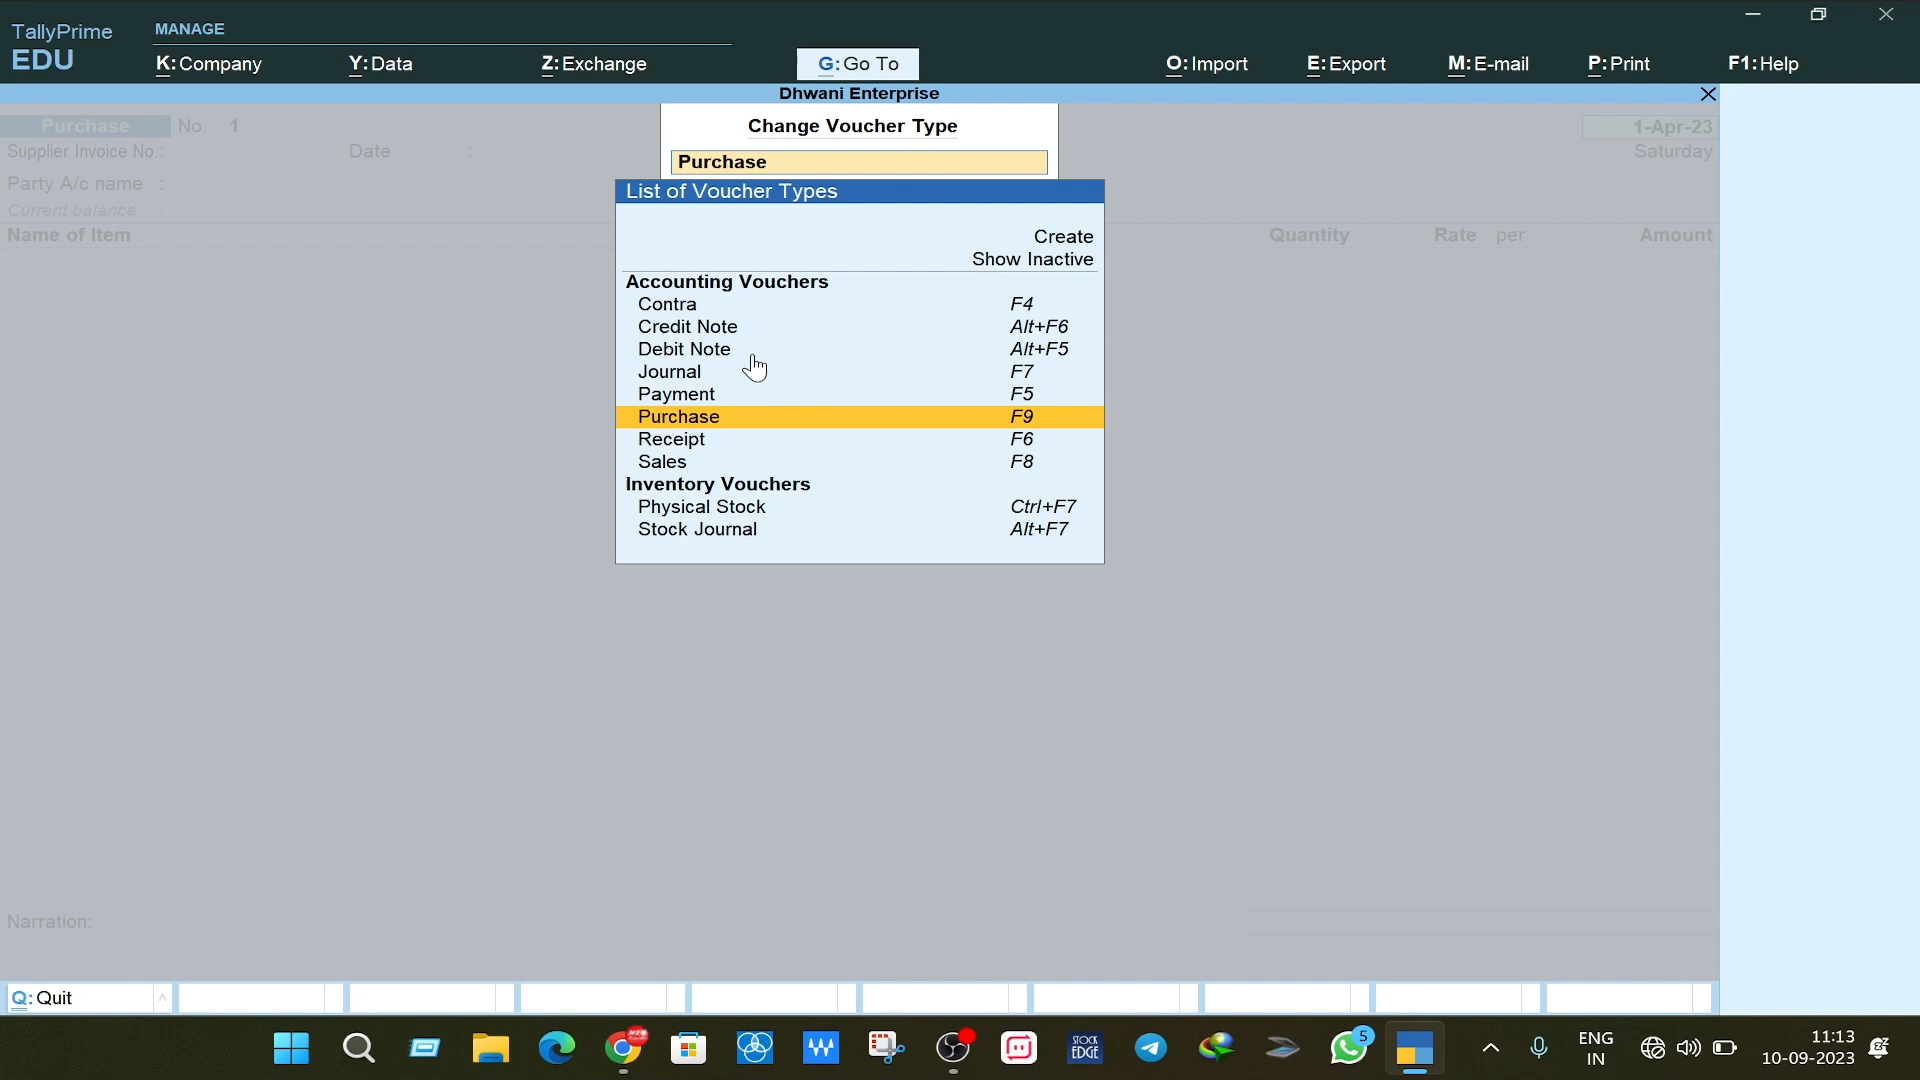 TallyPrime
EDU
MANAGE
K:Company
Y:Data
Z:Exchange
G:Go To
O:Import
E:Export
M:E-mail
P:Print
F1:Help
Dhwani Enterprise
Purchase No. 1
1-Apr-23
Supplier Invoice No.:
Date :
Saturday
Party A/c name :
Current balance :
Name of Item
Quantity
Rate per
Amount
Change Voucher Type
Purchase
List of Voucher Types
Create
Show Inactive
Accounting Vouchers
Contra F4
Credit Note Alt+F6
Debit Note Alt+F5
Journal F7
Payment F5
Purchase F9
Receipt F6
Sales F8
Inventory Vouchers
Physical Stock Ctrl+F7
Stock Journal Alt+F7
Narration:
Q:Quit
STOCK
EDGE
5
ENG
IN
11:13
10-09-2023